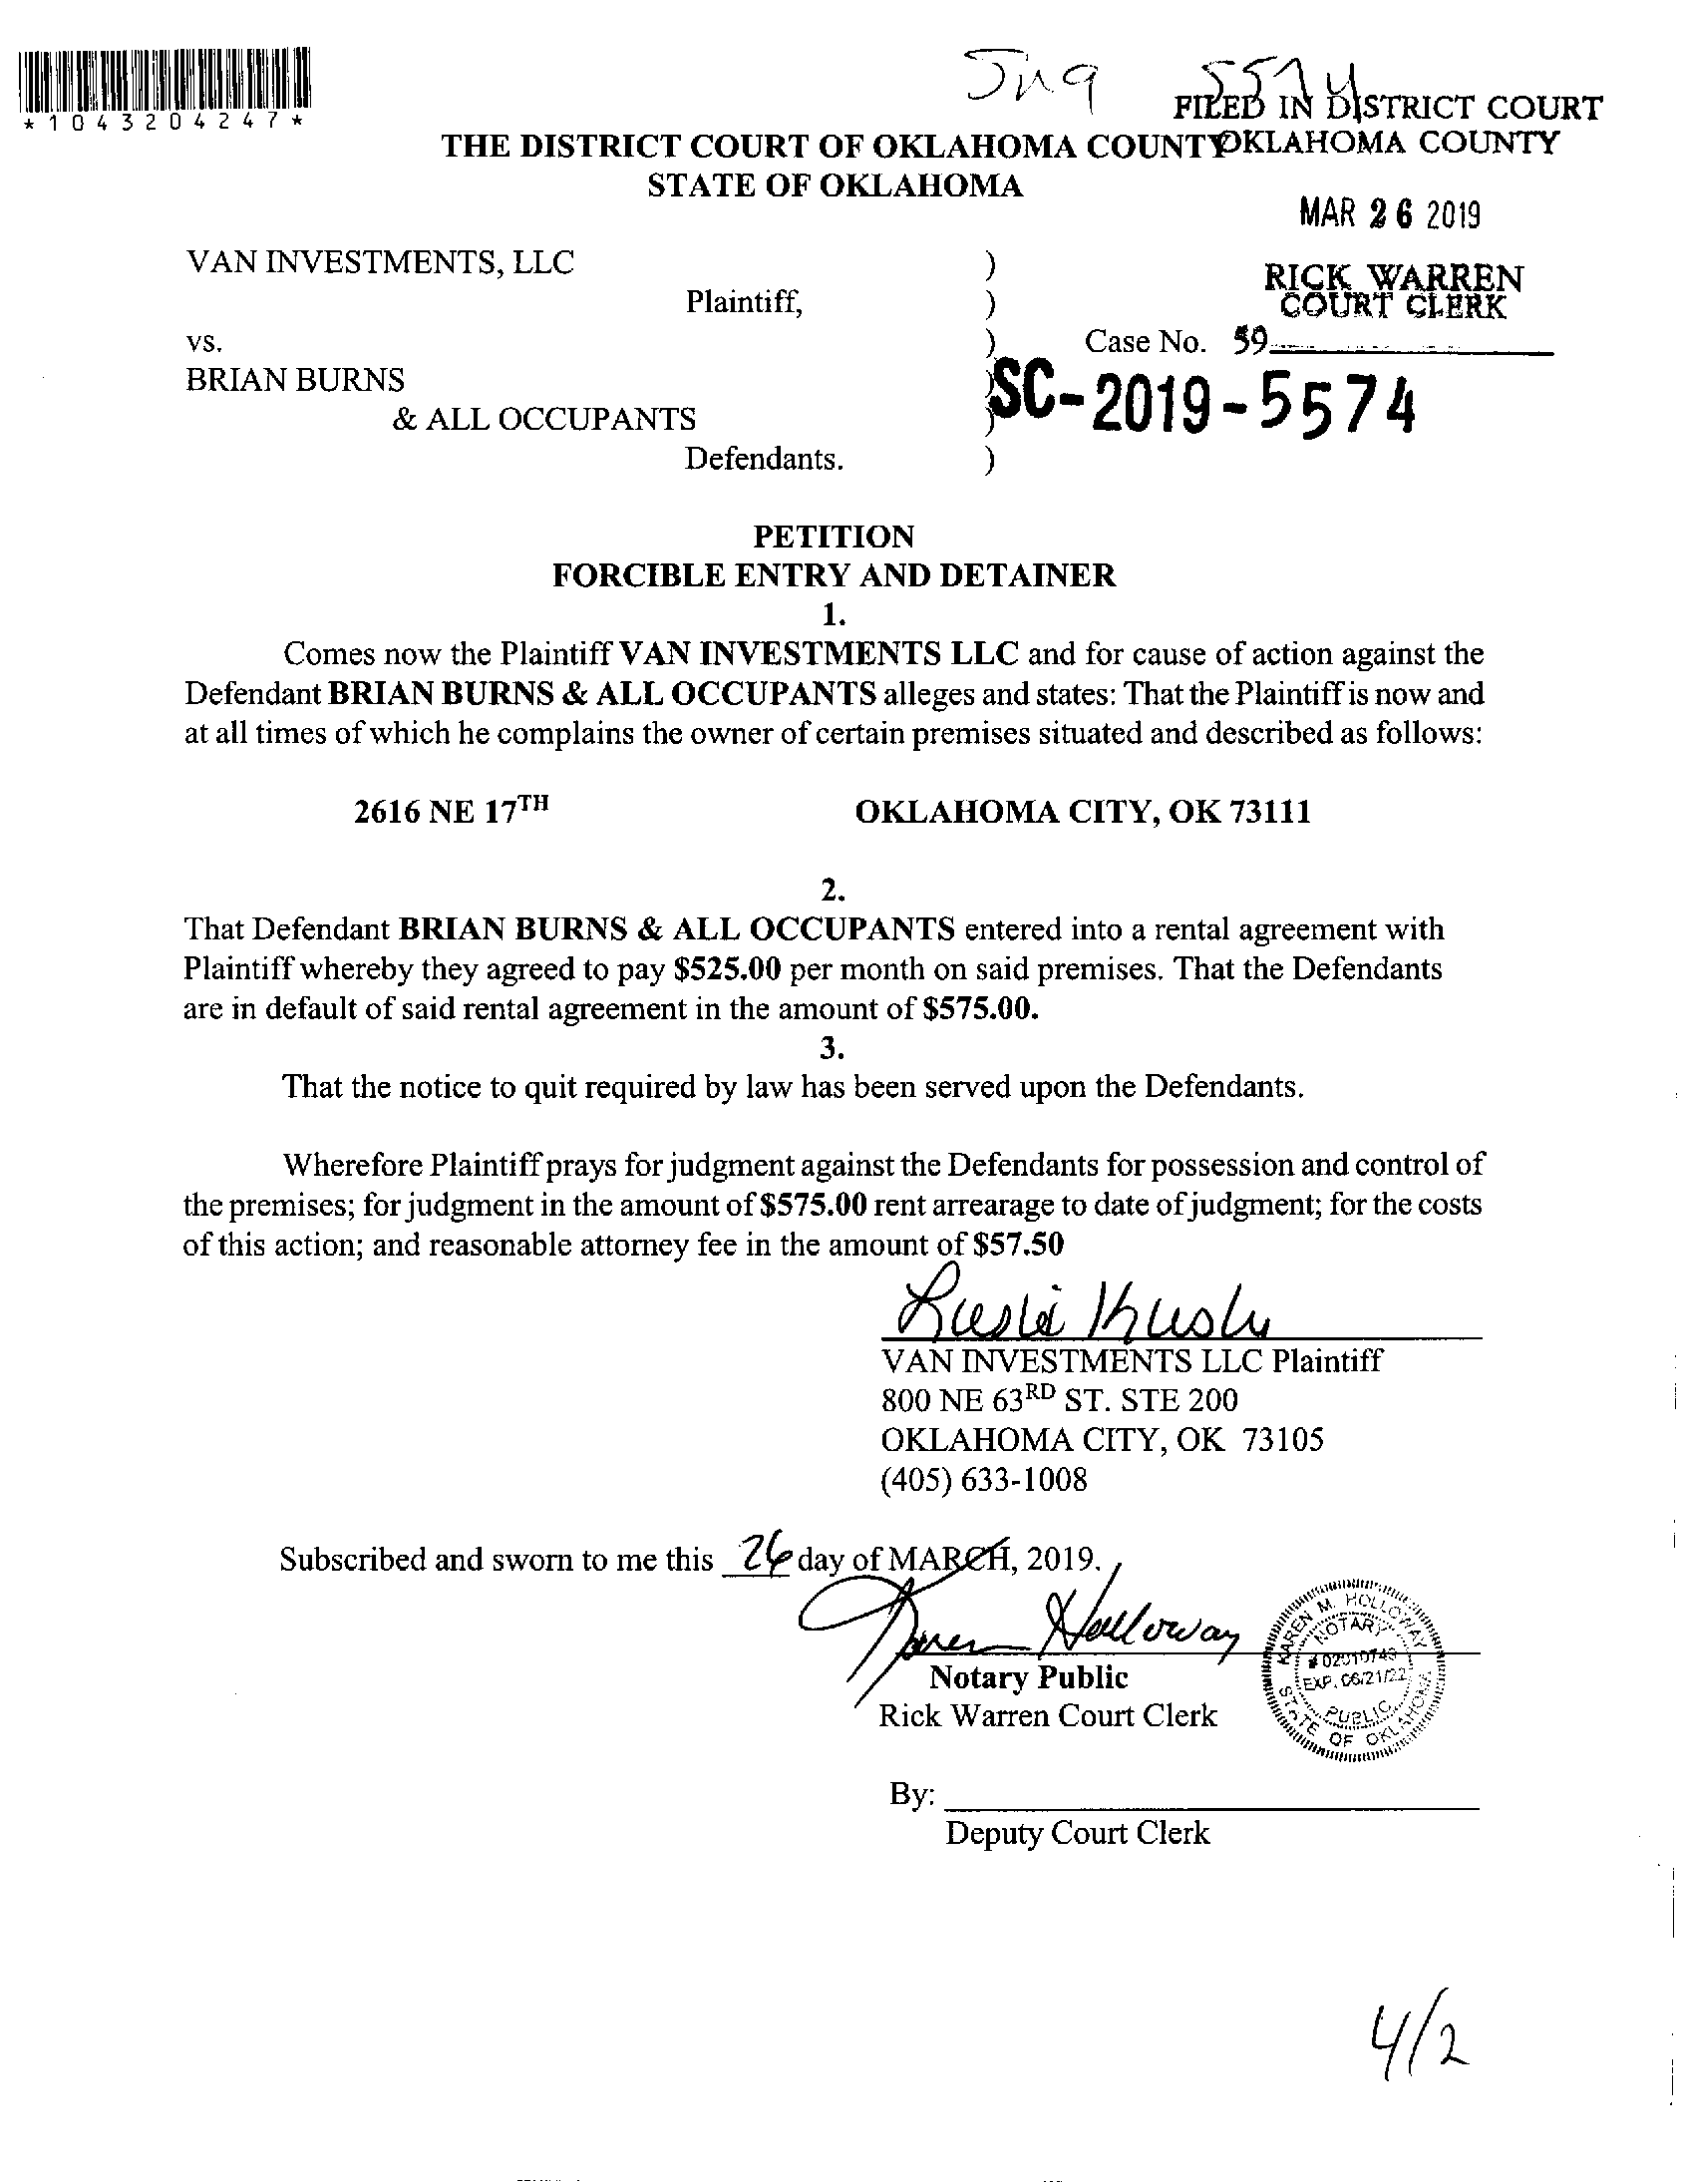 *1043204247*
5574
FILED IN DISTRICT COURT
OKLAHOMA COUNTY
THE DISTRICT COURT OF OKLAHOMA COUNTY
STATE OF OKLAHOMA
MAR 26 2019
RICK WARREN
COURT CLERK
VAN INVESTMENTS, LLC )
Plaintiff, )
vs. ) Case No. 59
BRIAN BURNS )
SC-2019-5574
& ALL OCCUPANTS )
Defendants. )
PETITION
FORCIBLE ENTRY AND DETAINER
1.
Comes now the Plaintiff VAN INVESTMENTS LLC and for cause of action against the
Defendant BRIAN BURNS & ALL OCCUPANTS alleges and states: That the Plaintiff is now and
at all times of which he complains the owner of certain premises situated and described as follows:
2616 NE 17TH OKLAHOMA CITY, OK 73111
2.
That Defendant BRIAN BURNS & ALL OCCUPANTS entered into a rental agreement with
Plaintiff whereby they agreed to pay $525.00 per month on said premises. That the Defendants
are in default of said rental agreement in the amount of $575.00.
3.
That the notice to quit required by law has been served upon the Defendants.
Wherefore Plaintiff prays for judgment against the Defendants for possession and control of
the premises; for judgment in the amount of $575.00 rent arrearage to date of judgment; for the costs
of this action; and reasonable attorney fee in the amount of $57.50
VAN INVESTMENTS LLC Plaintiff
800 NE 63RD ST. STE 200
OKLAHOMA CITY, OK 73105
(405) 633-1008
Subscribed and sworn to me this 26 day of MARCH, 2019.
Karen Holloway
Notary Public
KAREN M. HOLLOWAY
NOTARY
EXP. 06/21/22
PUBLIC
STATE OF OKLAHOMA
Rick Warren Court Clerk
By:
Deputy Court Clerk
4/2